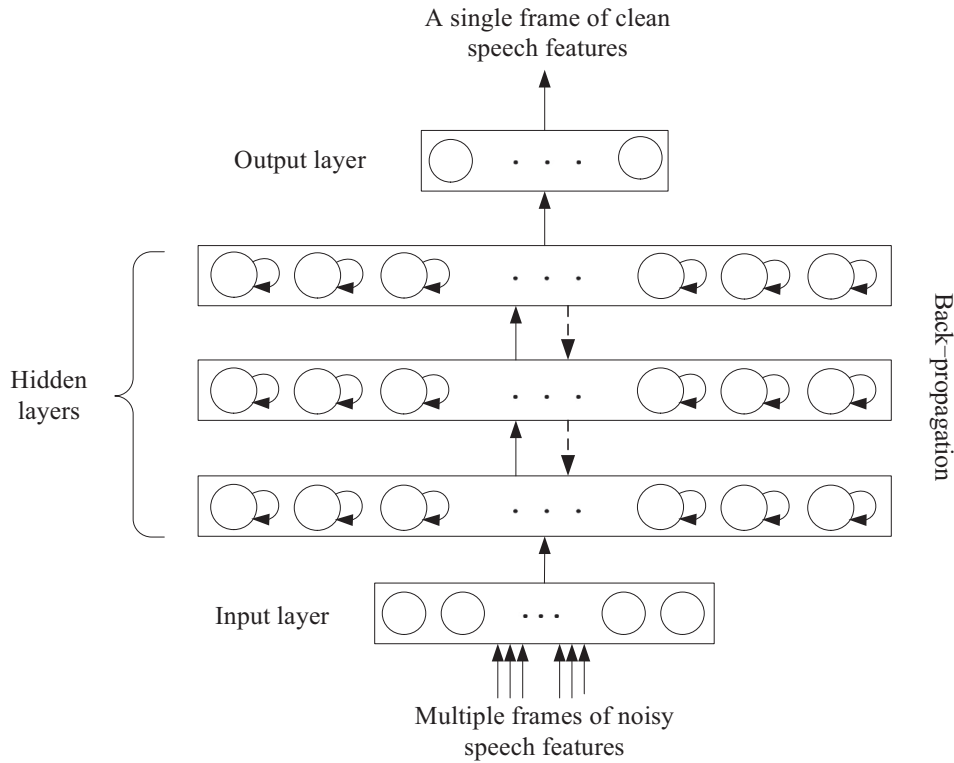 A single frame of clean
speech features
Output layer
. . .
. . .
Back−propagation
Hidden
layers
. . .
. . .
Input layer
...
Multiple frames of noisy
speech features